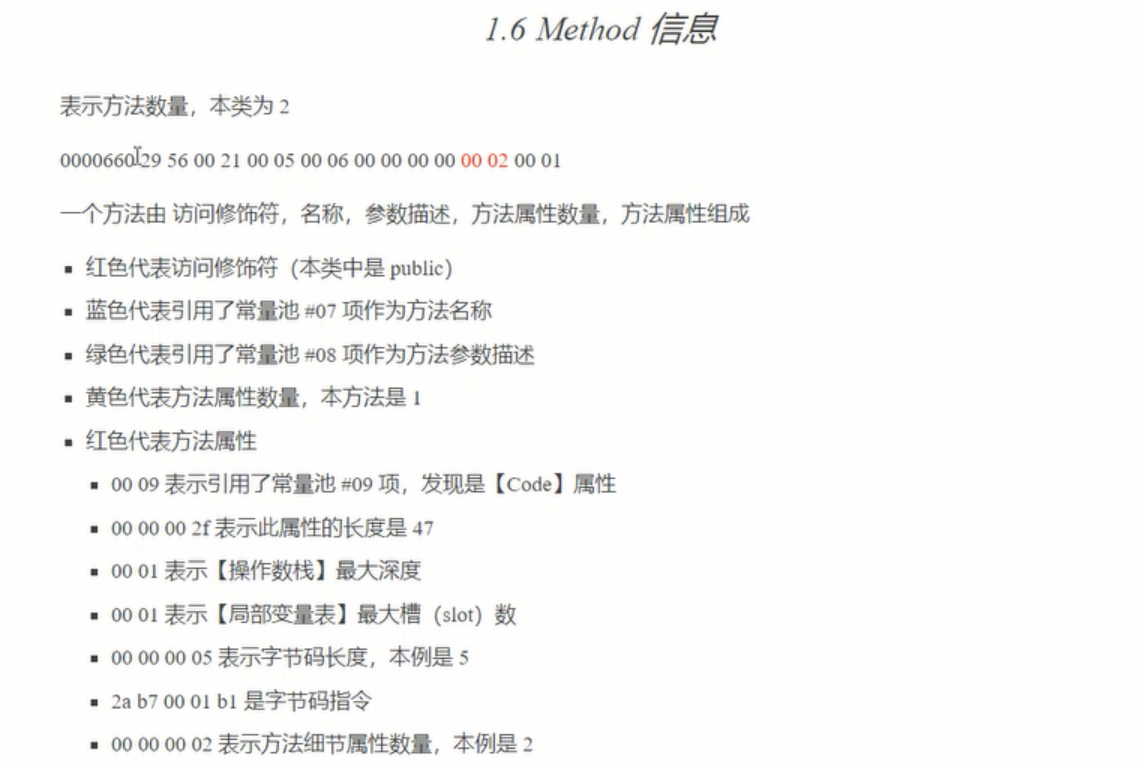 1.6 Method 信息
表示方法数量，本类为 2
0000660 29 56 00 21 00 05 00 06 00 00 00 00 00 02 00 01
一个方法由 访问修饰符，名称，参数描述，方法属性数量，方法属性组成
▪ 红色代表访问修饰符（本类中是 public）
▪ 蓝色代表引用了常量池 #07 项作为方法名称
▪ 绿色代表引用了常量池 #08 项作为方法参数描述
▪ 黄色代表方法属性数量，本方法是 1
▪ 红色代表方法属性
▪ 00 09 表示引用了常量池 #09 项，发现是【Code】属性
▪ 00 00 00 2f 表示此属性的长度是 47
▪ 00 01 表示【操作数栈】最大深度
▪ 00 01 表示【局部变量表】最大槽（slot）数
▪ 00 00 00 05 表示字节码长度，本例是 5
▪ 2a b7 00 01 b1 是字节码指令
▪ 00 00 00 02 表示方法细节属性数量，本例是 2